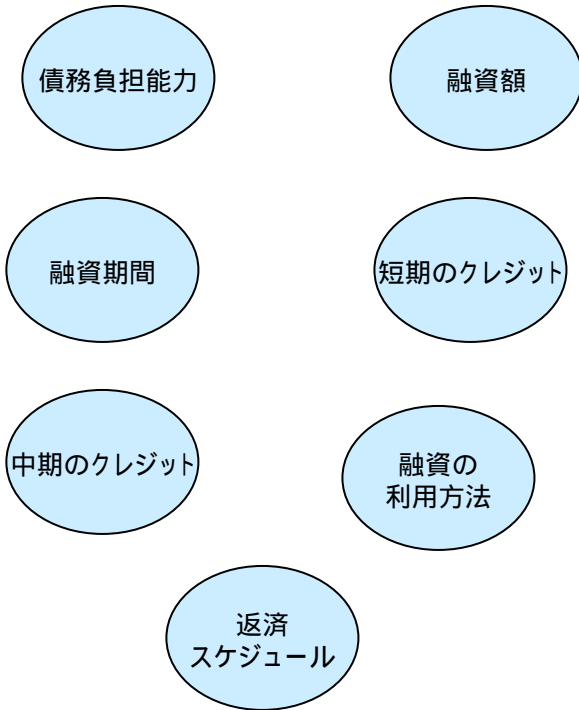 債務負担能力
融資額
融資期間
短期のクレジット
中期のクレジット
融資の
利用方法
返済
スケジュール